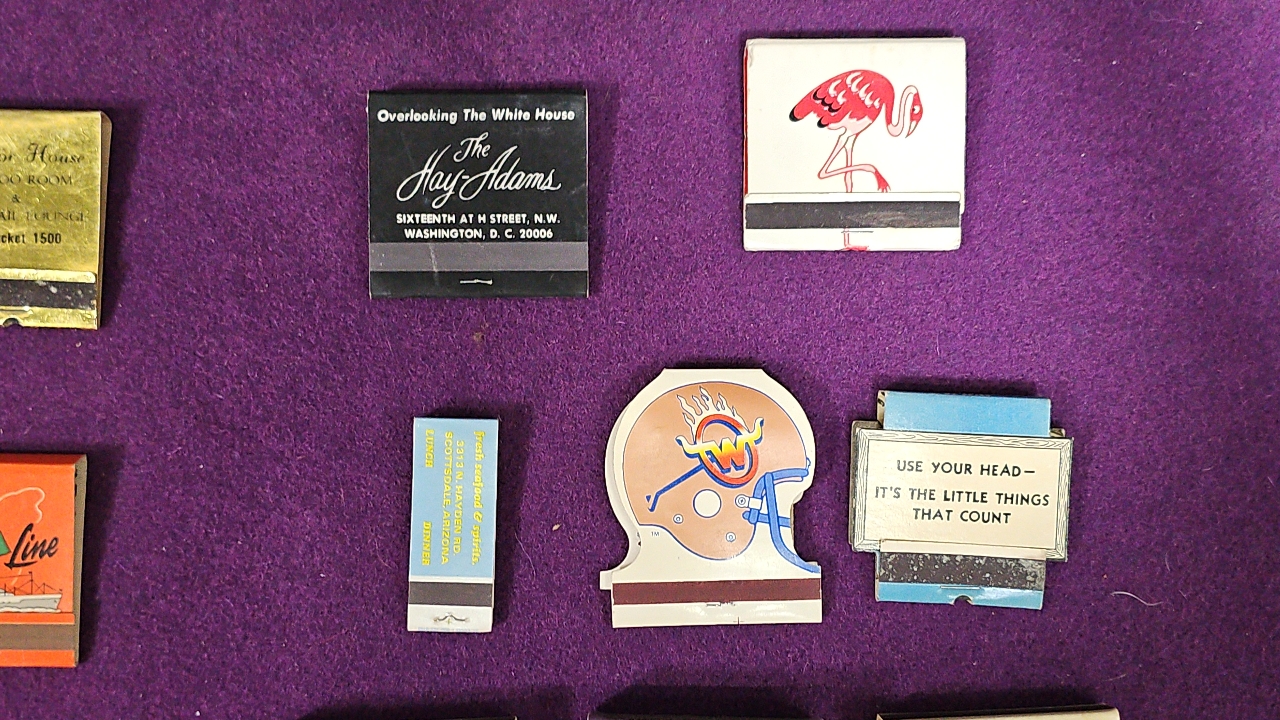 House
ROOM
&
LOUNGE
1500
Overlooking The White House
The
Hay-Adams
SIXTEENTH AT H STREET, N.W.
WASHINGTON, D. C. 20006
Line
fresh seafood & spirits.
3313 N. HAYDEN RD.
SCOTTSDALE, ARIZONA
LUNCH DINNER
W
TM
USE YOUR HEAD—
IT'S THE LITTLE THINGS
THAT COUNT